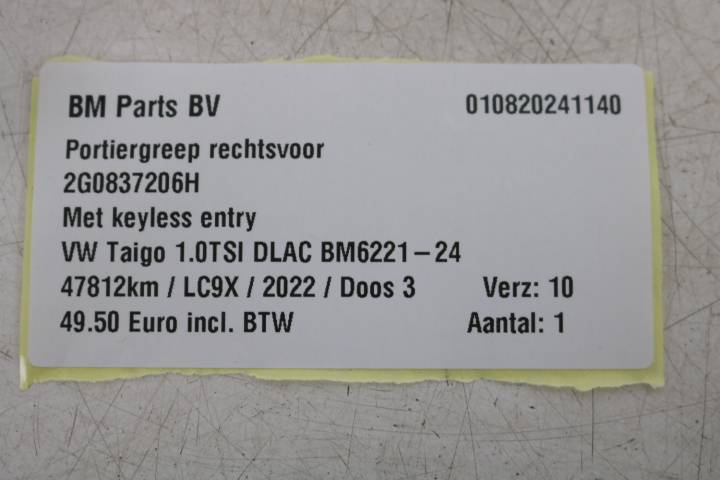 BM Parts BV 010820241140
Portiergreep rechtsvoor
2G0837206H
Met keyless entry
VW Taigo 1.0TSI DLAC BM6221-24
47812km / LC9X / 2022 / Doos 3 Verz: 10
49.50 Euro incl. BTW Aantal: 1